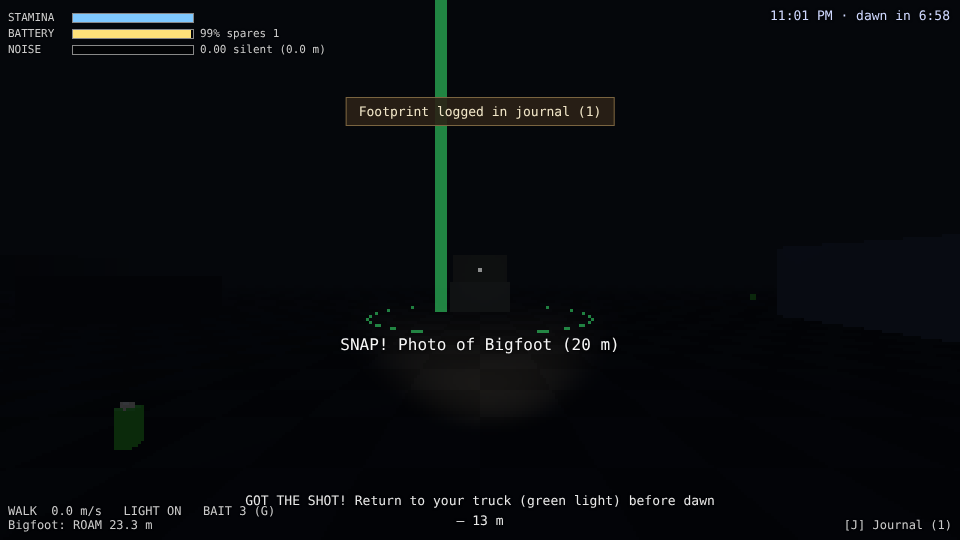 STAMINA
BATTERY 99% spares 1
NOISE 0.00 silent (0.0 m)
11:01 PM · dawn in 6:58
Footprint logged in journal (1)
SNAP! Photo of Bigfoot (20 m)
GOT THE SHOT! Return to your truck (green light) before dawn
— 13 m
WALK 0.0 m/s LIGHT ON BAIT 3 (G)
Bigfoot: ROAM 23.3 m
[J] Journal (1)